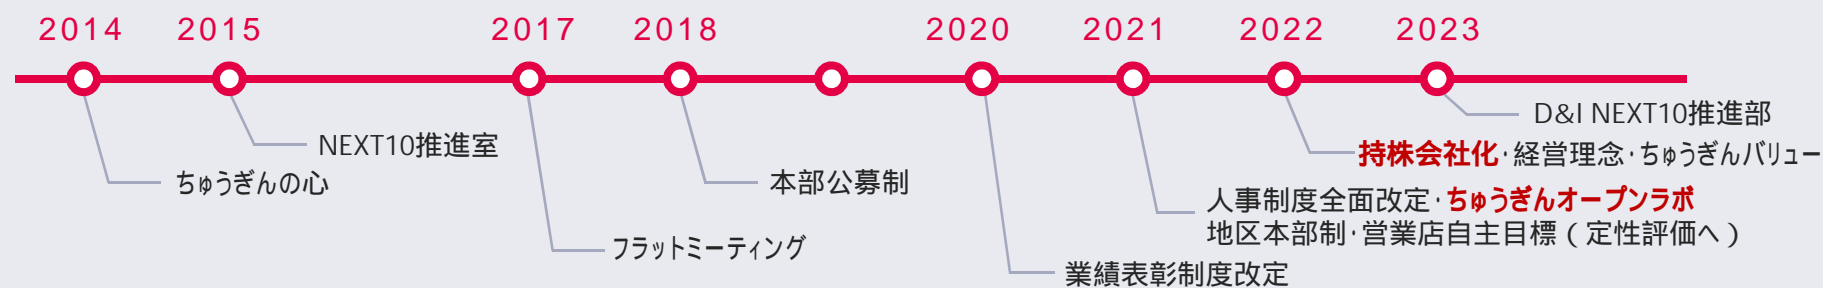 2014 2015 2017 2018 2020 2021 2022 2023
D&I NEXT10推進部
NEXT10推進室
持株会社化・経営理念・ちゅうぎんバリュー
ちゅうぎんの心
本部公募制
人事制度全面改定・ちゅうぎんオープンラボ
地区本部制・営業店自主目標（定性評価へ）
フラットミーティング
業績表彰制度改定